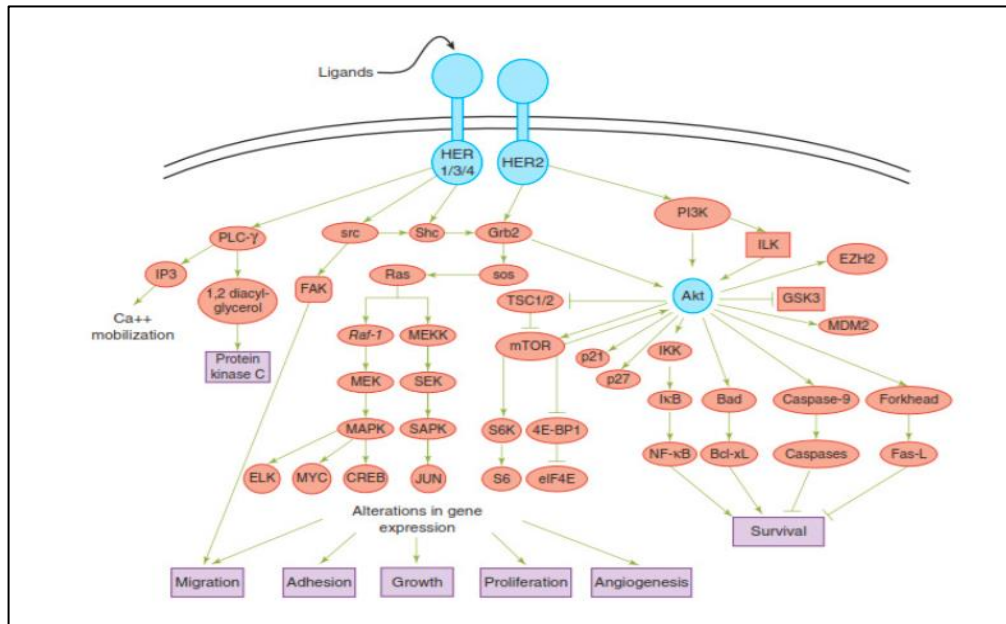 Ligands
HER
1/3/4
HER2
PI3K
PLC-γ
src
Shc
Grb2
ILK
EZH2
IP3
FAK
Ras
sos
1,2 diacyl-
glycerol
TSC1/2
Akt
GSK3
Ca++
mobilization
MDM2
Raf-1
MEKK
mTOR
p21
IKK
Protein
kinase C
p27
MEK
SEK
IκB
Bad
Caspase-9
Forkhead
MAPK
SAPK
S6K
4E-BP1
NF-κB
Bcl-xL
Caspases
Fas-L
ELK
MYC
CREB
JUN
S6
eIF4E
Alterations in gene
expression
Survival
Migration
Adhesion
Growth
Proliferation
Angiogenesis